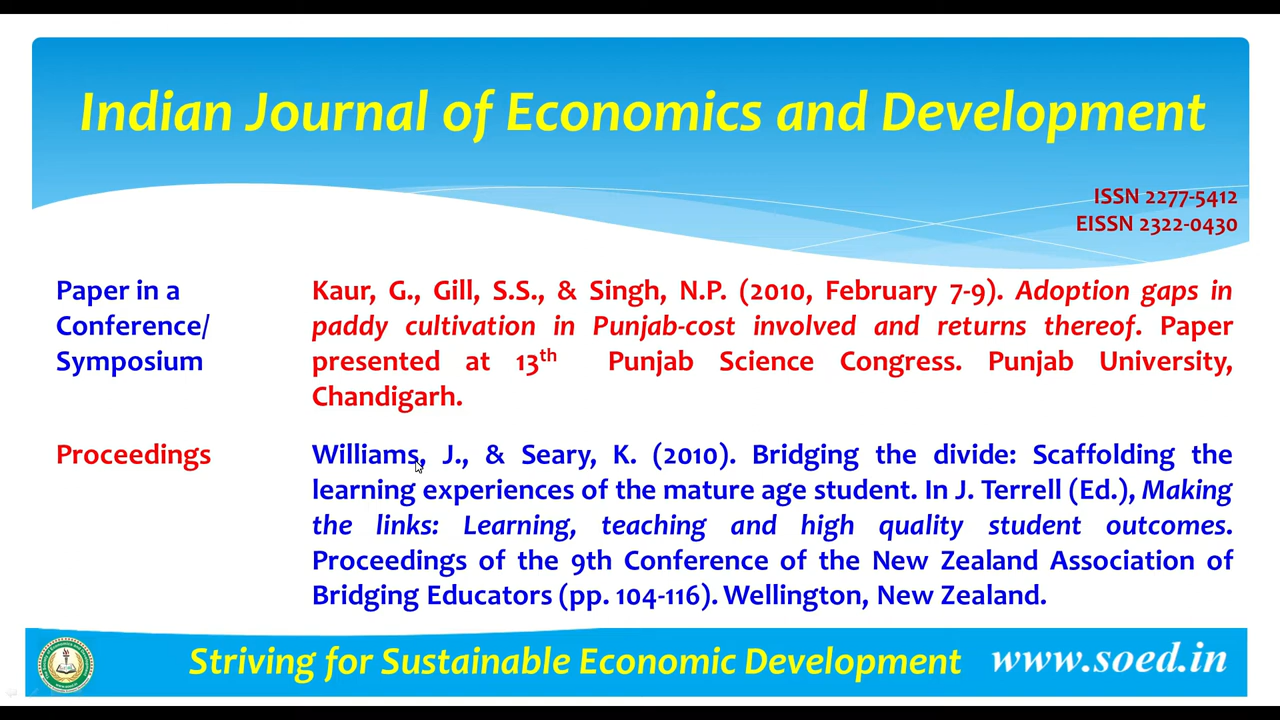 Indian Journal of Economics and Development
ISSN 2277-5412
EISSN 2322-0430
Paper in a
Conference/
Symposium
Kaur, G., Gill, S.S., & Singh, N.P. (2010, February 7-9). Adoption gaps in
paddy cultivation in Punjab-cost involved and returns thereof. Paper
presented at 13th Punjab Science Congress. Punjab University,
Chandigarh.
Proceedings
Williams, J., & Seary, K. (2010). Bridging the divide: Scaffolding the
learning experiences of the mature age student. In J. Terrell (Ed.), Making
the links: Learning, teaching and high quality student outcomes.
Proceedings of the 9th Conference of the New Zealand Association of
Bridging Educators (pp. 104-116). Wellington, New Zealand.
Striving for Sustainable Economic Development
www.soed.in